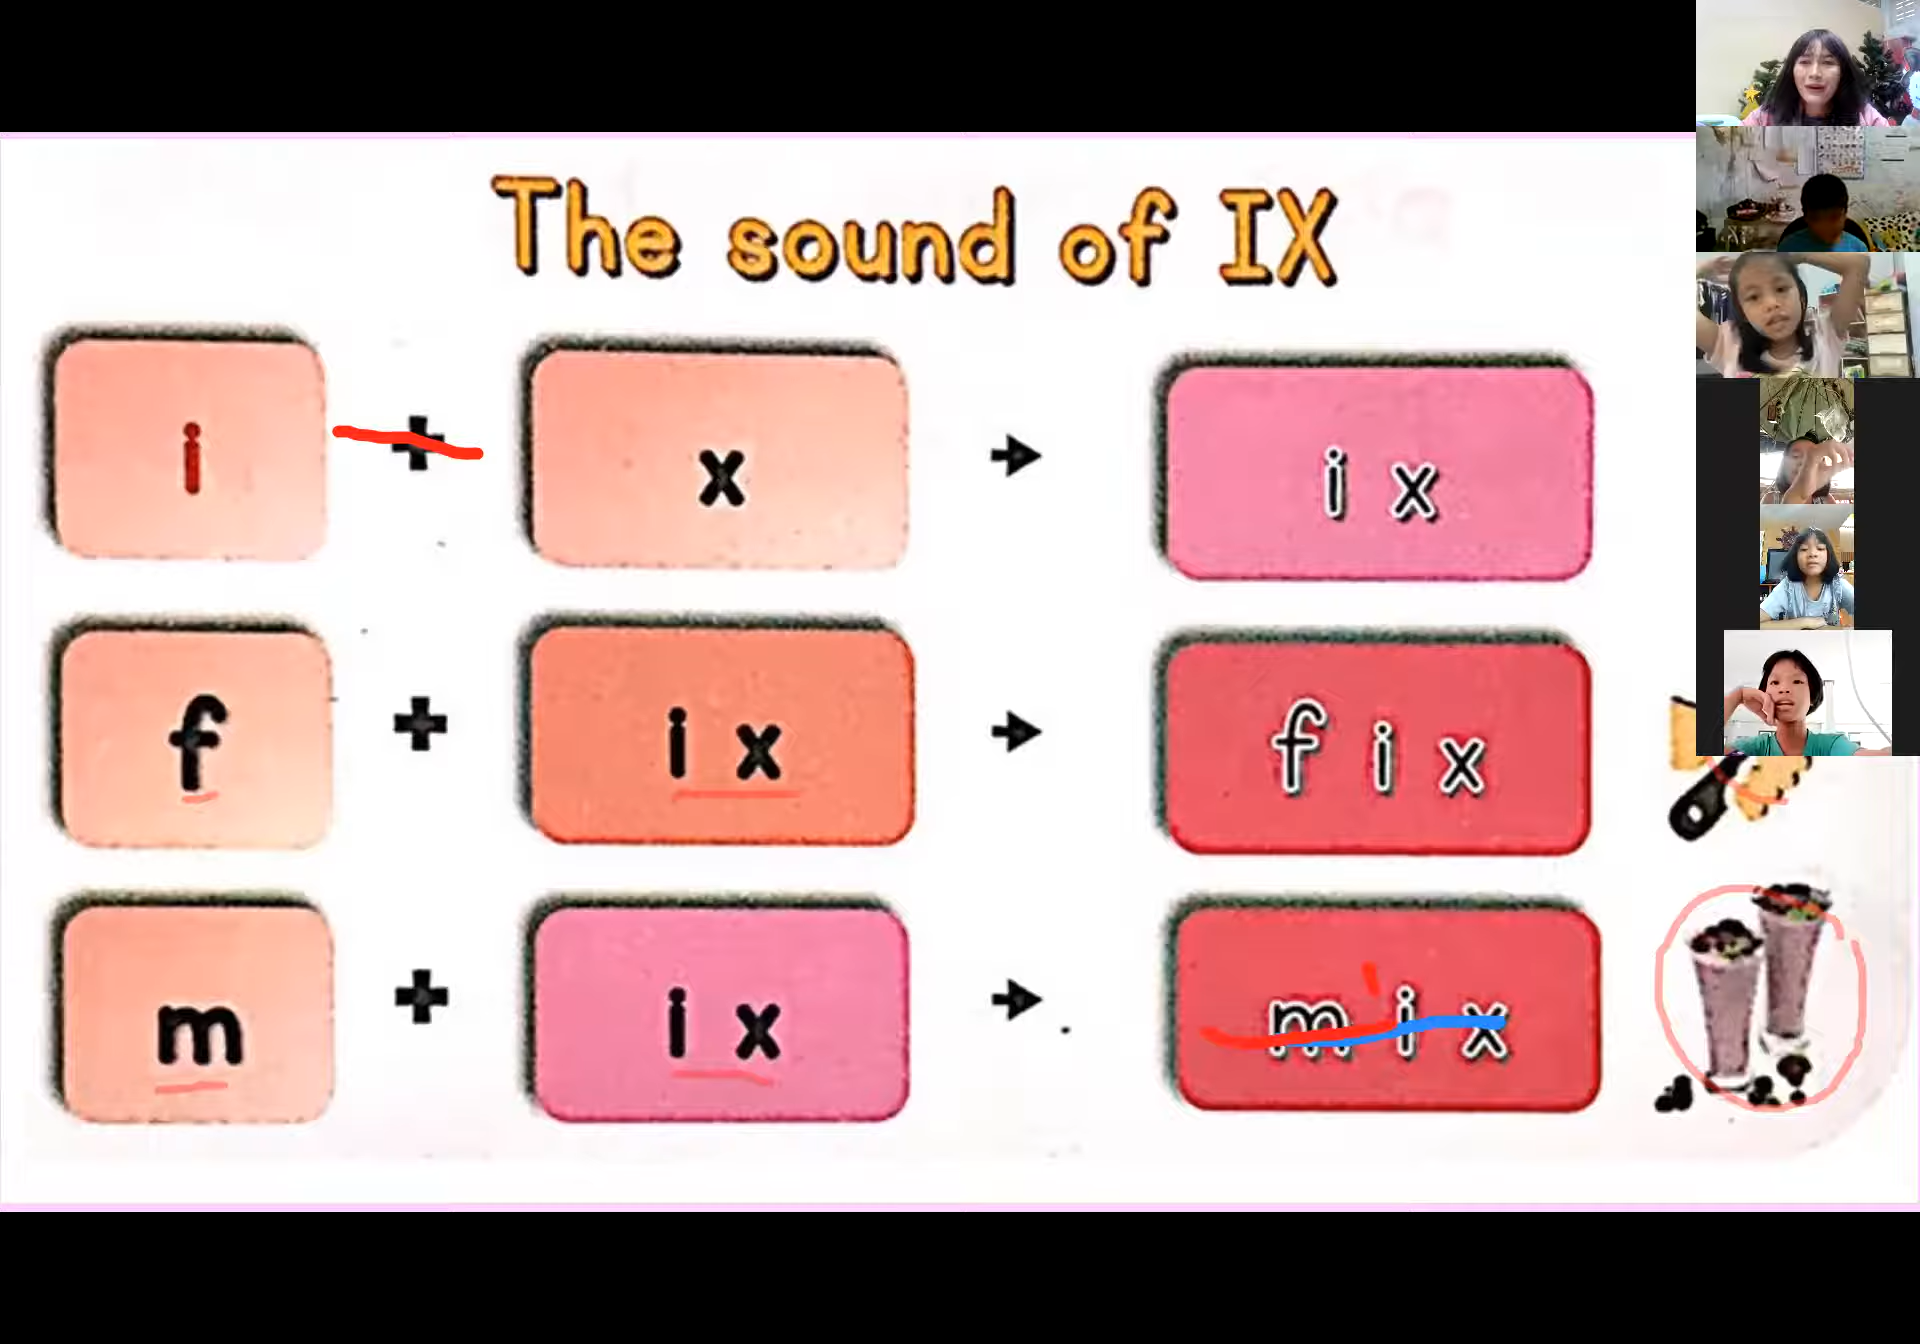 The sound of IX
i + x → i x
f + i x → f i x
m + i x → m i x